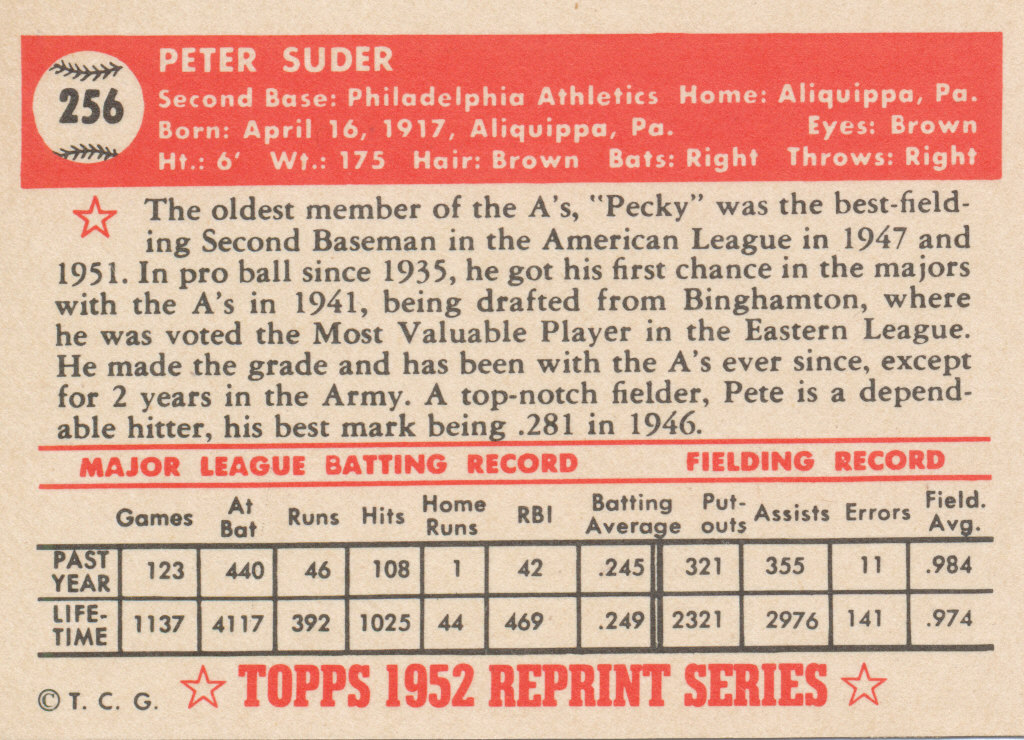 256
PETER SUDER
Second Base: Philadelphia Athletics Home: Aliquippa, Pa.
Born: April 16, 1917, Aliquippa, Pa. Eyes: Brown
Ht.: 6' Wt.: 175 Hair: Brown Bats: Right Throws: Right
The oldest member of the A's, "Pecky" was the best-field-
ing Second Baseman in the American League in 1947 and
1951. In pro ball since 1935, he got his first chance in the majors
with the A's in 1941, being drafted from Binghamton, where
he was voted the Most Valuable Player in the Eastern League.
He made the grade and has been with the A's ever since, except
for 2 years in the Army. A top-notch fielder, Pete is a depend-
able hitter, his best mark being .281 in 1946.
MAJOR LEAGUE BATTING RECORD FIELDING RECORD
Games At Bat Runs Hits Home Runs RBI Batting Average Put-outs Assists Errors Field. Avg.
PAST YEAR 123 440 46 108 1 42 .245 321 355 11 .984
LIFE-TIME 1137 4117 392 1025 44 469 .249 2321 2976 141 .974
© T. C. G. TOPPS 1952 REPRINT SERIES